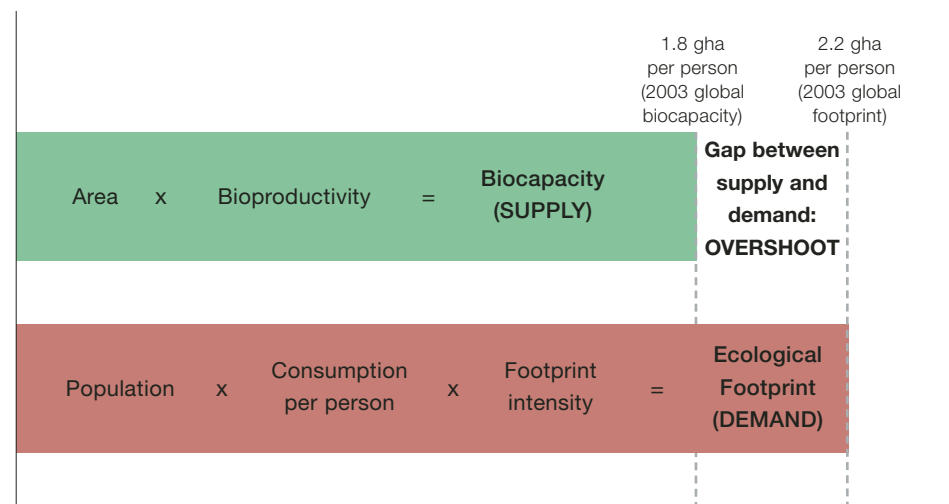 1.8 gha
per person
(2003 global
biocapacity)
2.2 gha
per person
(2003 global
footprint)
Area x Bioproductivity = Biocapacity
(SUPPLY)
Gap between
supply and
demand:
OVERSHOOT
Population x Consumption
per person x Footprint
intensity = Ecological
Footprint
(DEMAND)